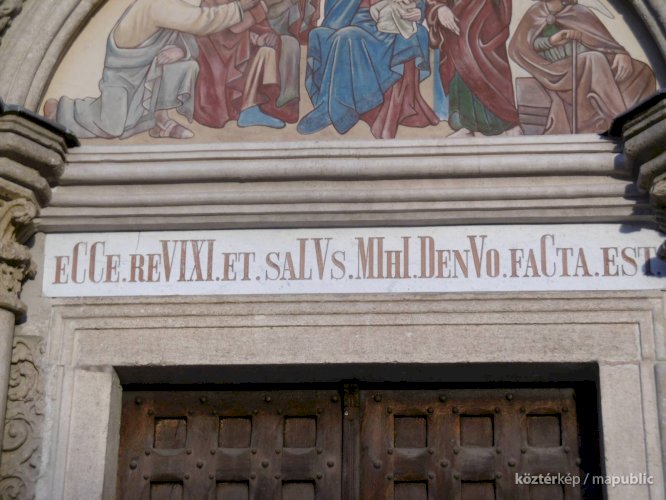 eCCe.reVIXI.eT.saLVs.MIhI.DenVo.faCTa.EST.
köztérkép / mapublic